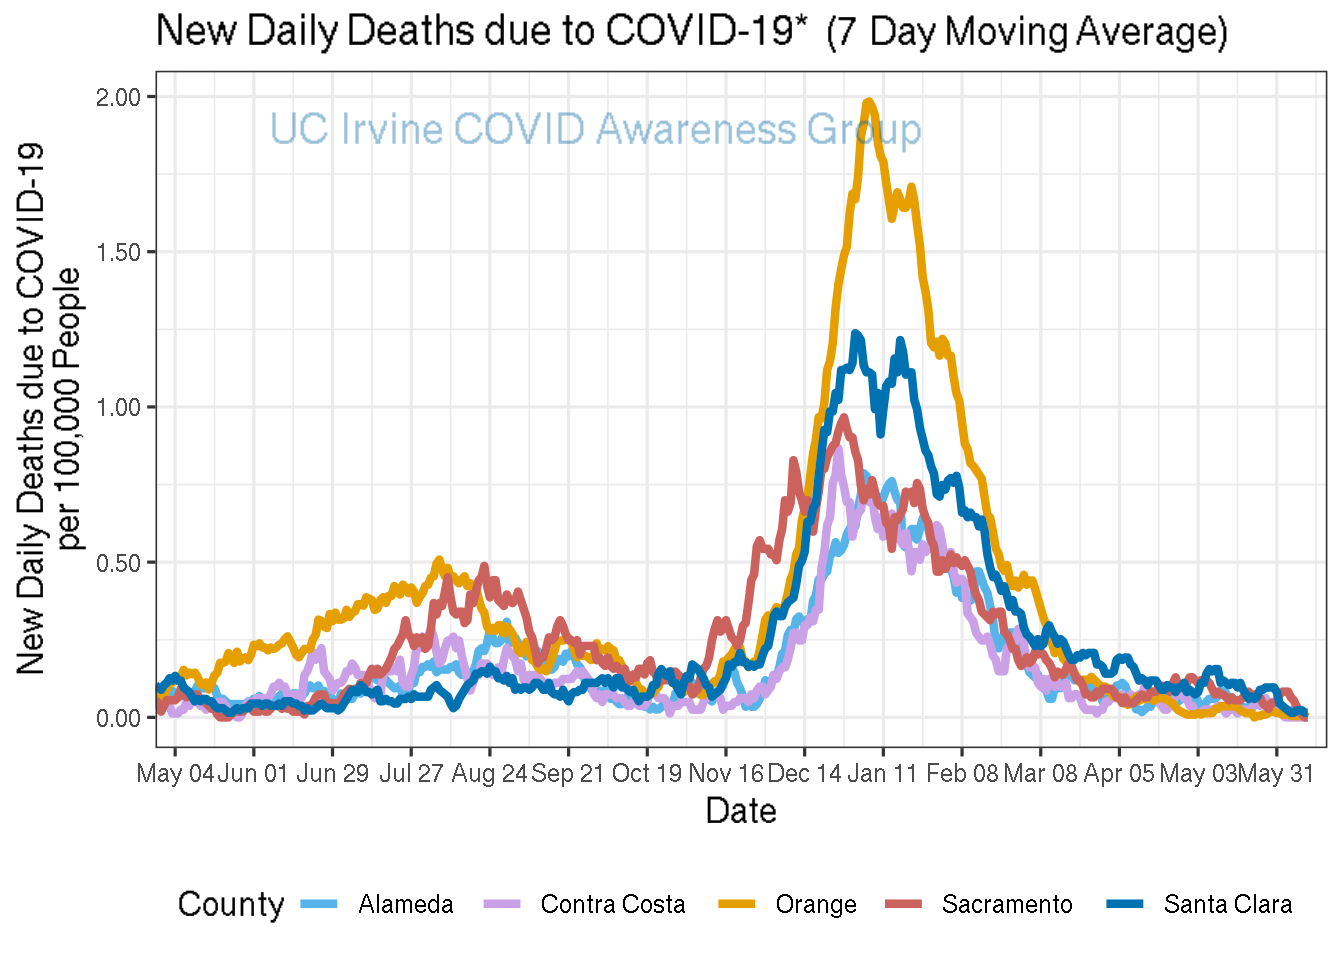 New Daily Deaths due to COVID-19* (7 Day Moving Average)
UC Irvine COVID Awareness Group
New Daily Deaths due to COVID-19
per 100,000 People
2.00
1.50
1.00
0.50
0.00
May 04 Jun 01 Jun 29 Jul 27 Aug 24 Sep 21 Oct 19 Nov 16 Dec 14 Jan 11 Feb 08 Mar 08 Apr 05 May 03 May 31
Date
County Alameda Contra Costa Orange Sacramento Santa Clara